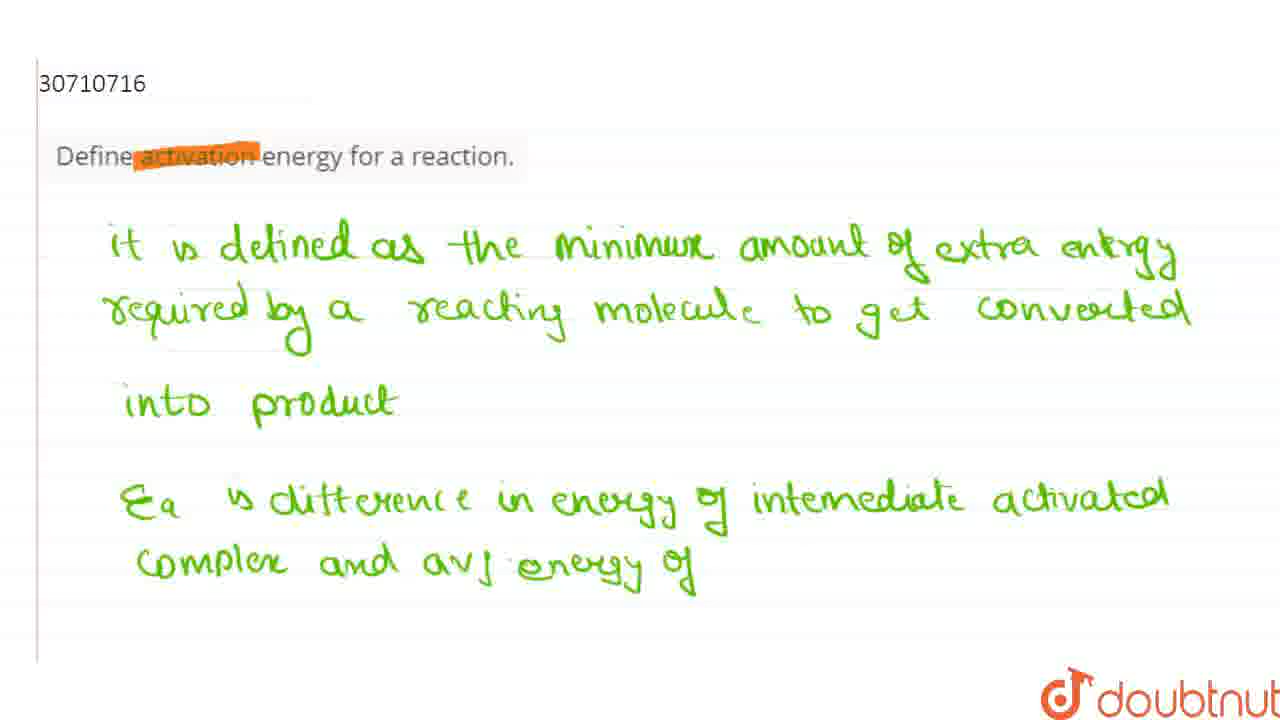 30710716
Define activation energy for a reaction.
it is defined as the minimum amount of extra energy
required by a reacting molecule to get converted
into product
Ea is difference in energy of intemediate activated
complex and avg energy of
doubtnut